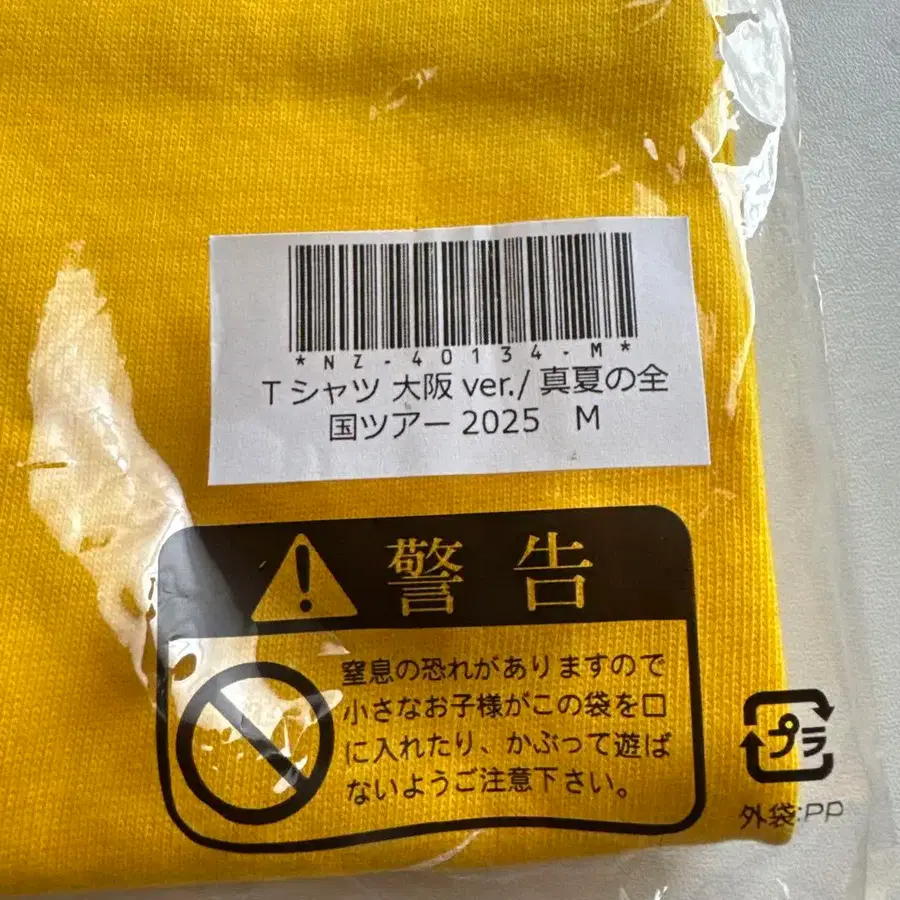 *NZ-40134-M*
Tシャツ 大阪 ver./ 真夏の全
国ツアー 2025 M
警告
窒息の恐れがありますので
小さなお子様がこの袋を口
に入れたり、かぶって遊ば
ないようご注意下さい。
プラ
外袋:PP